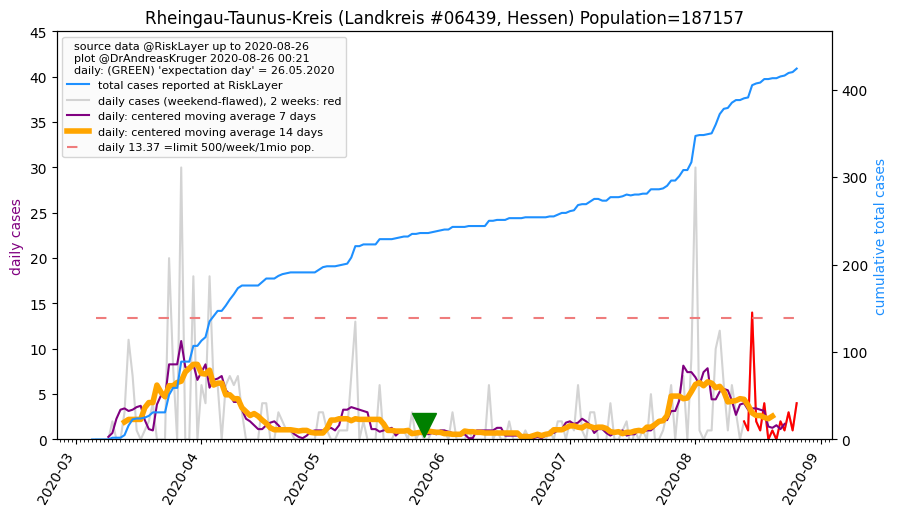 Rheingau-Taunus-Kreis (Landkreis #06439, Hessen) Population=187157
source data @RiskLayer up to 2020-08-26
plot @DrAndreasKruger 2020-08-26 00:21
daily: (GREEN) 'expectation day' = 26.05.2020
total cases reported at RiskLayer
daily cases (weekend-flawed), 2 weeks: red
daily: centered moving average 7 days
daily: centered moving average 14 days
daily 13.37 =limit 500/week/1mio pop.
daily cases
45
40
35
30
25
20
15
10
5
0
cumulative total cases
400
300
200
100
0
2020-03
2020-04
2020-05
2020-06
2020-07
2020-08
2020-09